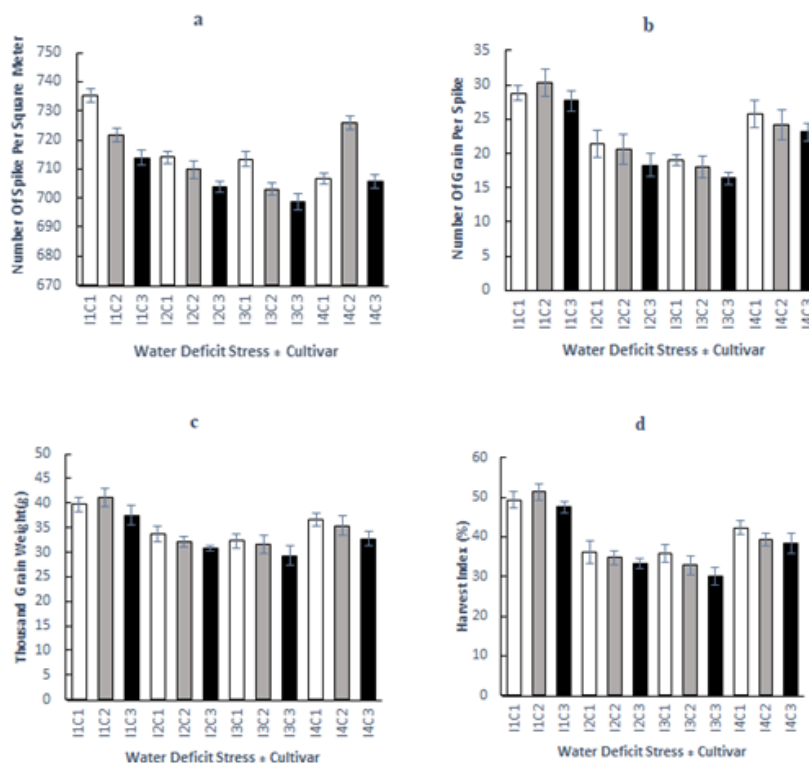 a
Number Of Spike Per Square Meter
750
740
730
720
710
700
690
680
670
I1C1
I1C2
I1C3
I2C1
I2C2
I2C3
I3C1
I3C2
I3C3
I4C1
I4C2
I4C3
Water Deficit Stress * Cultivar
b
Number Of Grain Per Spike
35
30
25
20
15
10
5
0
I1C1
I1C2
I1C3
I2C1
I2C2
I2C3
I3C1
I3C2
I3C3
I4C1
I4C2
I4C3
Water Deficit Stress * Cultivar
c
Thousand Grain Weight(g)
50
45
40
35
30
25
20
15
10
5
0
I1C1
I1C2
I1C3
I2C1
I2C2
I2C3
I3C1
I3C2
I3C3
I4C1
I4C2
I4C3
Water Deficit Stress * Cultivar
d
Harvest Index (%)
60
50
40
30
20
10
0
I1C1
I1C2
I1C3
I2C1
I2C2
I2C3
I3C1
I3C2
I3C3
I4C1
I4C2
I4C3
Water Deficit Stress * Cultivar